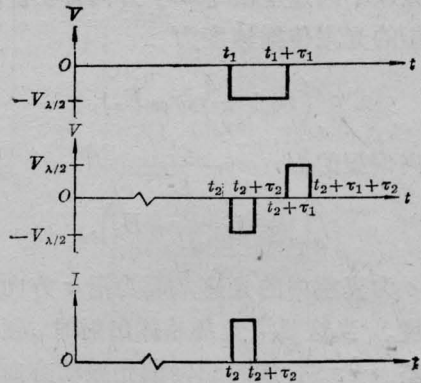 V
t₁ t₁+τ₁
O t
−V_{λ/2}
V
V_{λ/2}
t₂ t₂+τ₂ t₂+τ₁+τ₂
O t₂+τ₁ t
−V_{λ/2}
I
O t₂ t₂+τ₂ t